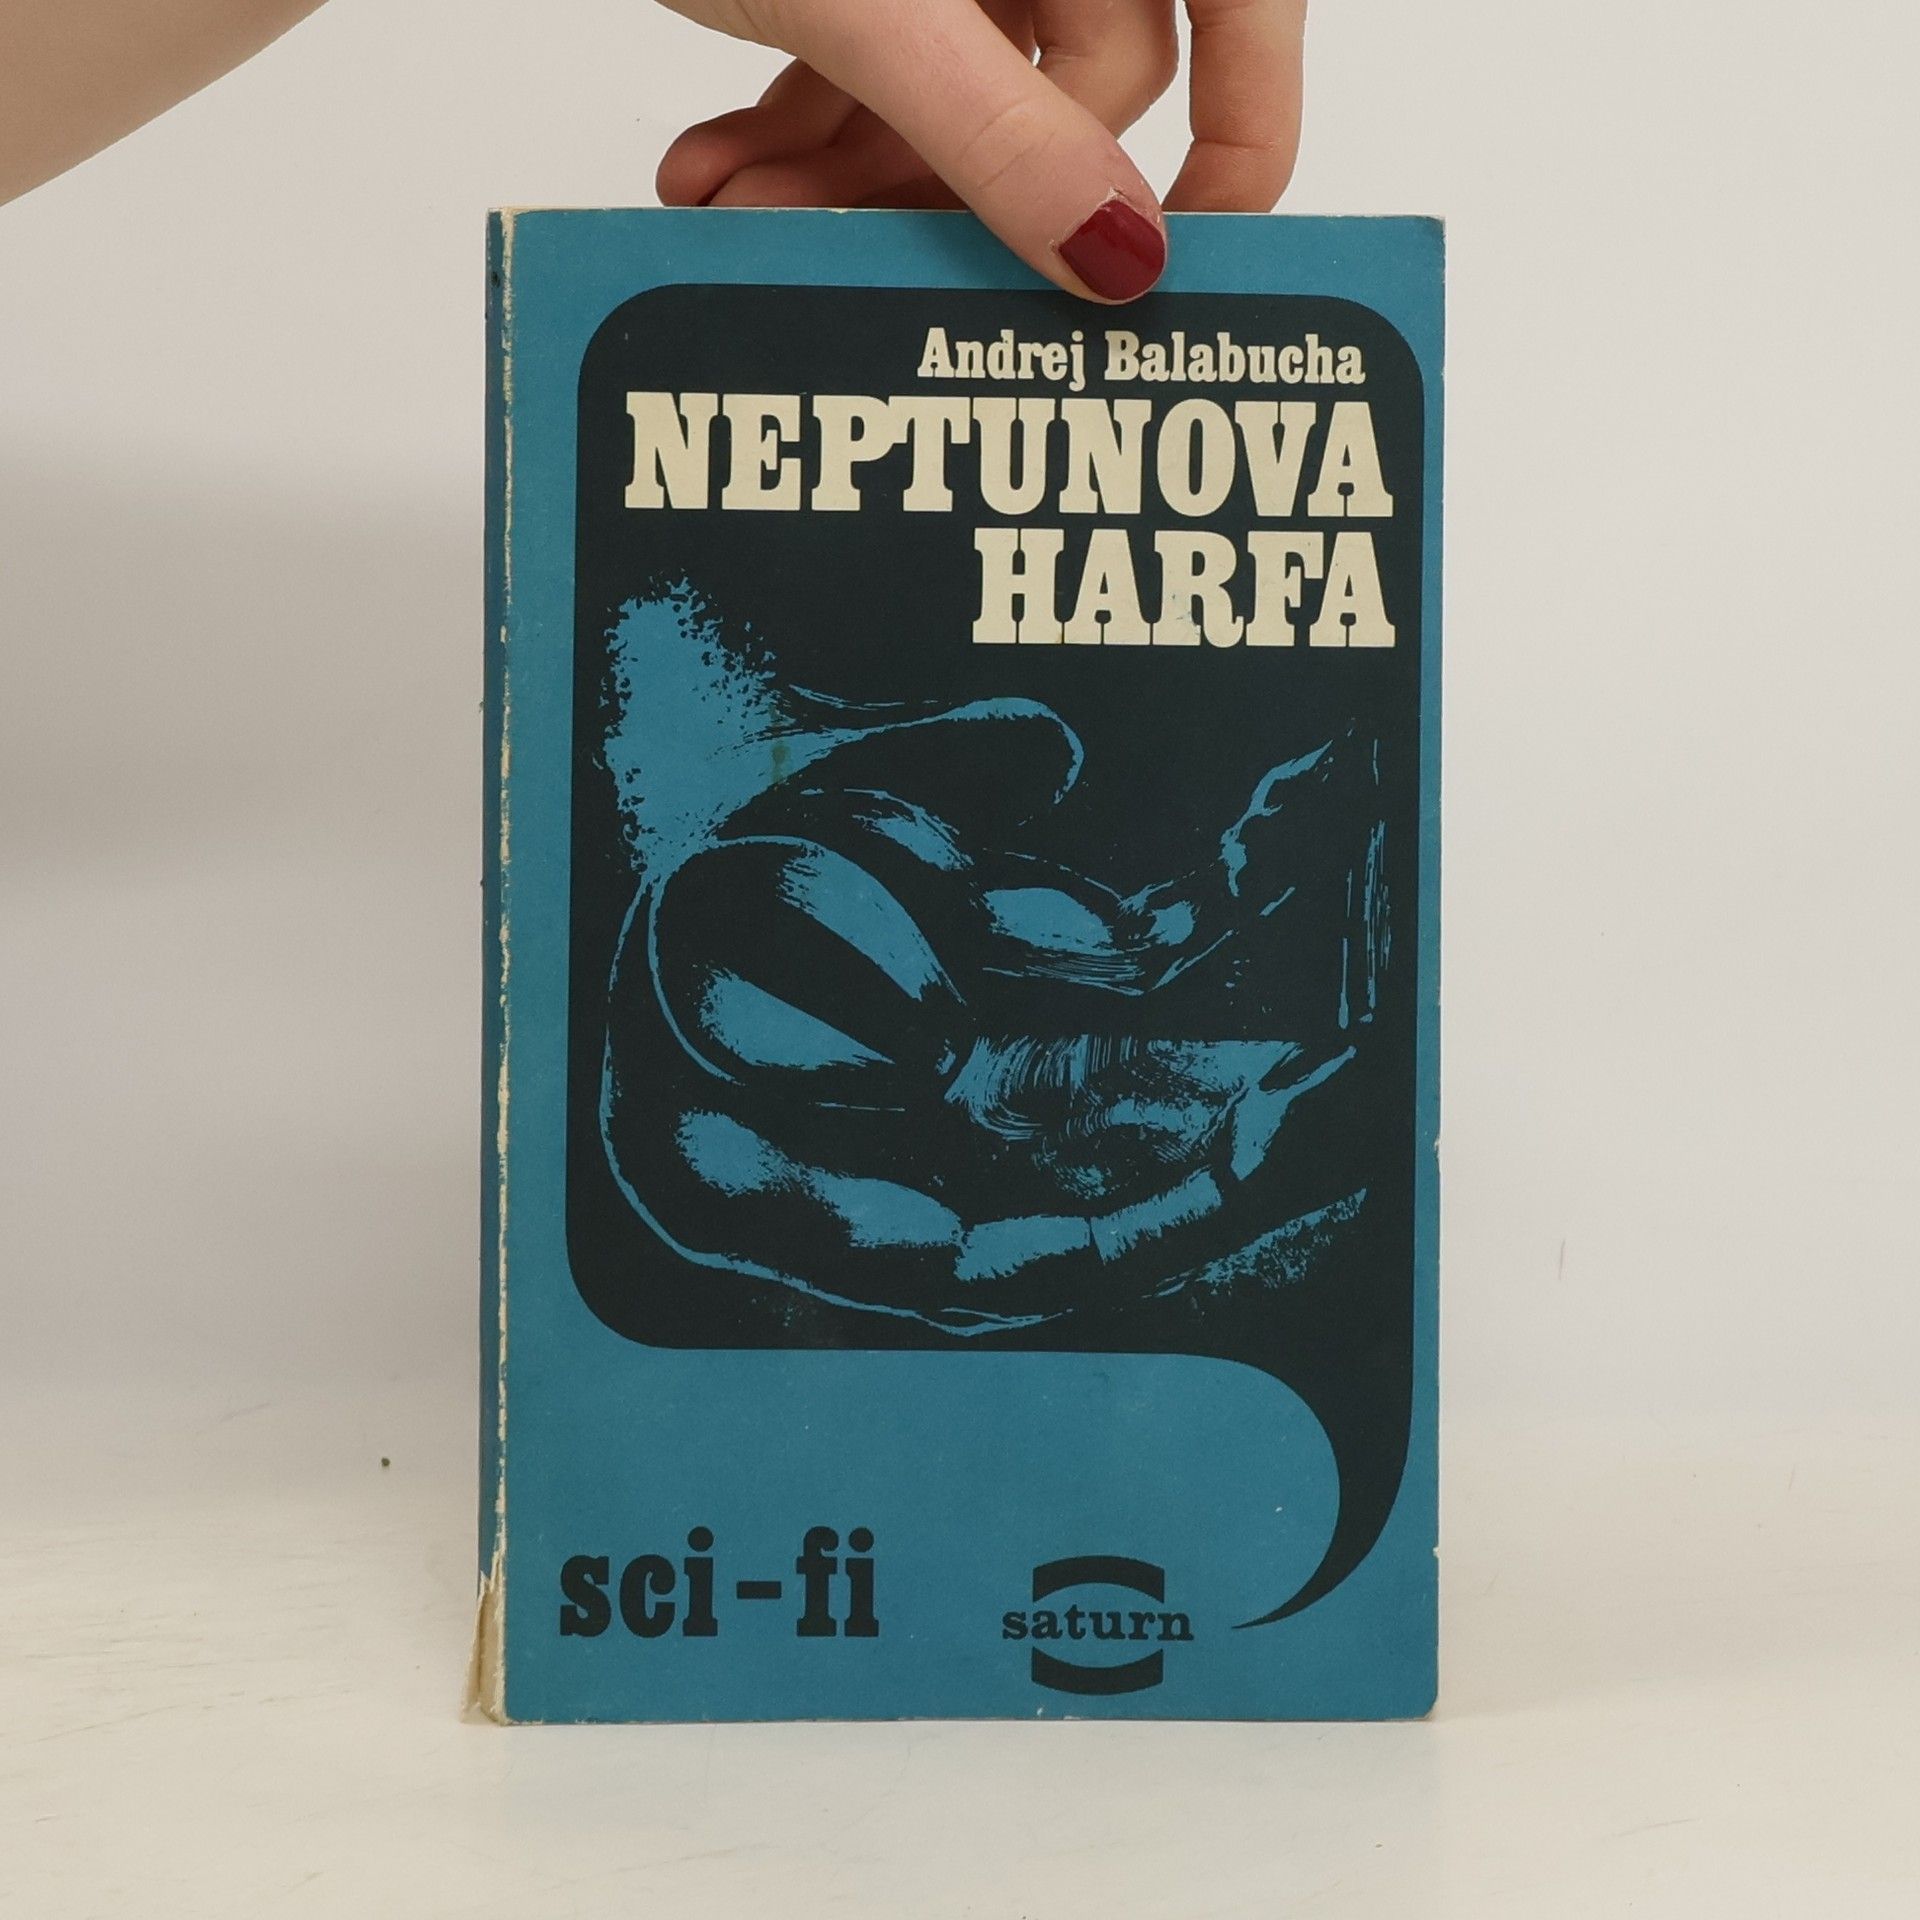 Andrej Balabucha
NEPTUNOVA
HARFA
sci-fi
saturn